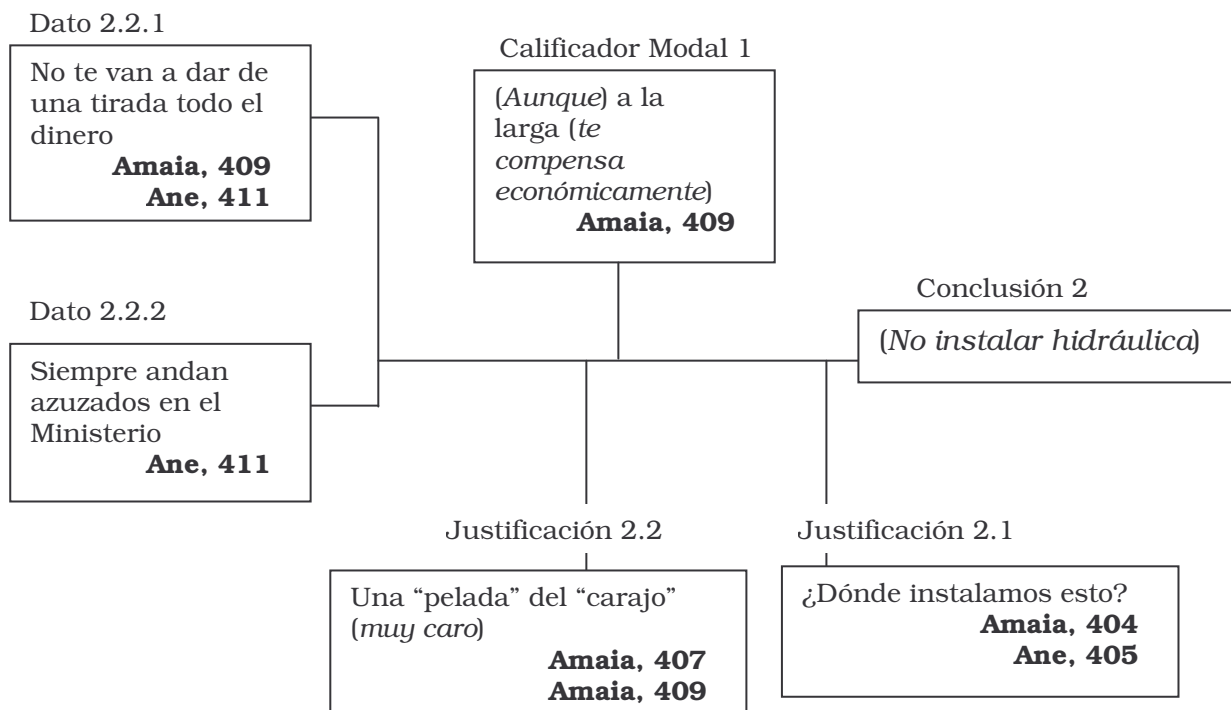 Dato 2.2.1
No te van a dar de
una tirada todo el
dinero
Amaia, 409
Ane, 411
Calificador Modal 1
(Aunque) a la
larga (te
compensa
económicamente)
Amaia, 409
Dato 2.2.2
Siempre andan
azuzados en el
Ministerio
Ane, 411
Conclusión 2
(No instalar hidráulica)
Justificación 2.2
Una “pelada” del “carajo”
(muy caro)
Amaia, 407
Amaia, 409
Justificación 2.1
¿Dónde instalamos esto?
Amaia, 404
Ane, 405